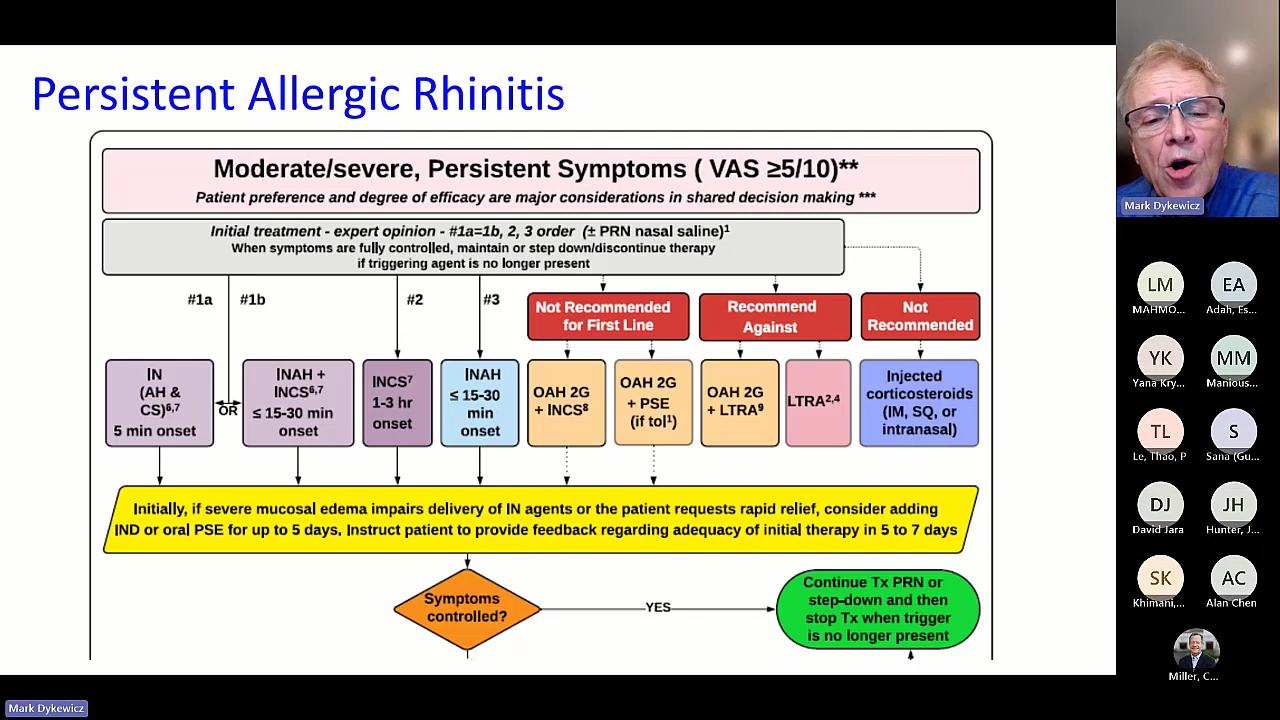 Persistent Allergic Rhinitis
Moderate/severe, Persistent Symptoms ( VAS ≥5/10)**
Patient preference and degree of efficacy are major considerations in shared decision making ***
Initial treatment - expert opinion - #1a=1b, 2, 3 order (± PRN nasal saline)¹
When symptoms are fully controlled, maintain or step down/discontinue therapy
if triggering agent is no longer present
#1a
#1b
#2
#3
Not Recommended
for First Line
Recommend
Against
Not
Recommended
IN
(AH &
CS)⁶,⁷
5 min onset
OR
INAH +
INCS⁶,⁷
≤ 15-30 min
onset
INCS⁷
1-3 hr
onset
INAH
≤ 15-30
min
onset
OAH 2G
+ INCS⁸
OAH 2G
+ PSE
(if tol¹)
OAH 2G
+ LTRA⁹
LTRA²,⁴
Injected
corticosteroids
(IM, SQ, or
intranasal)
Initially, if severe mucosal edema impairs delivery of IN agents or the patient requests rapid relief, consider adding
IND or oral PSE for up to 5 days. Instruct patient to provide feedback regarding adequacy of initial therapy in 5 to 7 days
Symptoms
controlled?
YES
Continue Tx PRN or
step-down and then
stop Tx when trigger
is no longer present
Mark Dykewicz
LM
MAHMO...
EA
Adah, Es...
YK
Yana Kry...
MM
Manious...
TL
Le, Thao, P
S
Sana (Gu...
DJ
David Jara
JH
Hunter, J...
SK
Khimani,...
AC
Alan Chen
Miller, C...
Mark Dykewicz